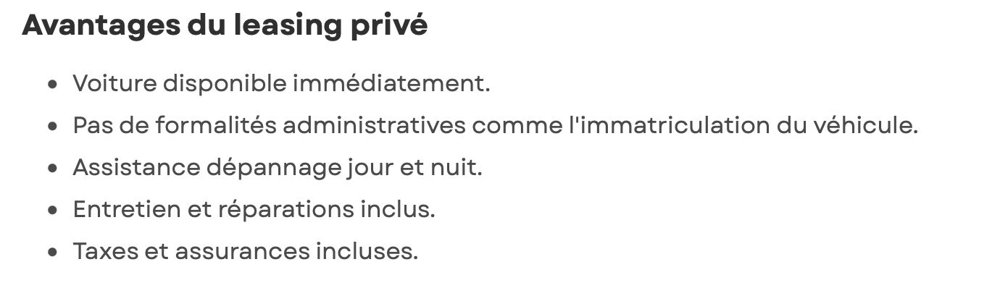 Avantages du leasing privé
• Voiture disponible immédiatement.
• Pas de formalités administratives comme l'immatriculation du véhicule.
• Assistance dépannage jour et nuit.
• Entretien et réparations inclus.
• Taxes et assurances incluses.